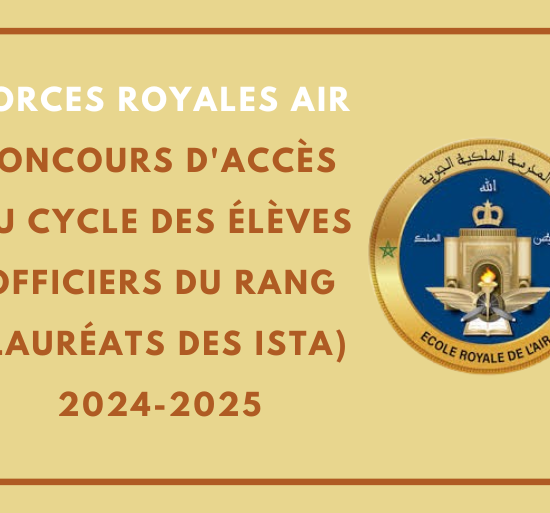 ORCES ROYALES AIR
ONCOURS D'ACCÈS
U CYCLE DES ÉLÈVES
OFFICIERS DU RANG
LAURÉATS DES ISTA)
2024-2025
المدرسة الملكية الجوية
الله
الملك
ECOLE ROYALE DE L'AIR